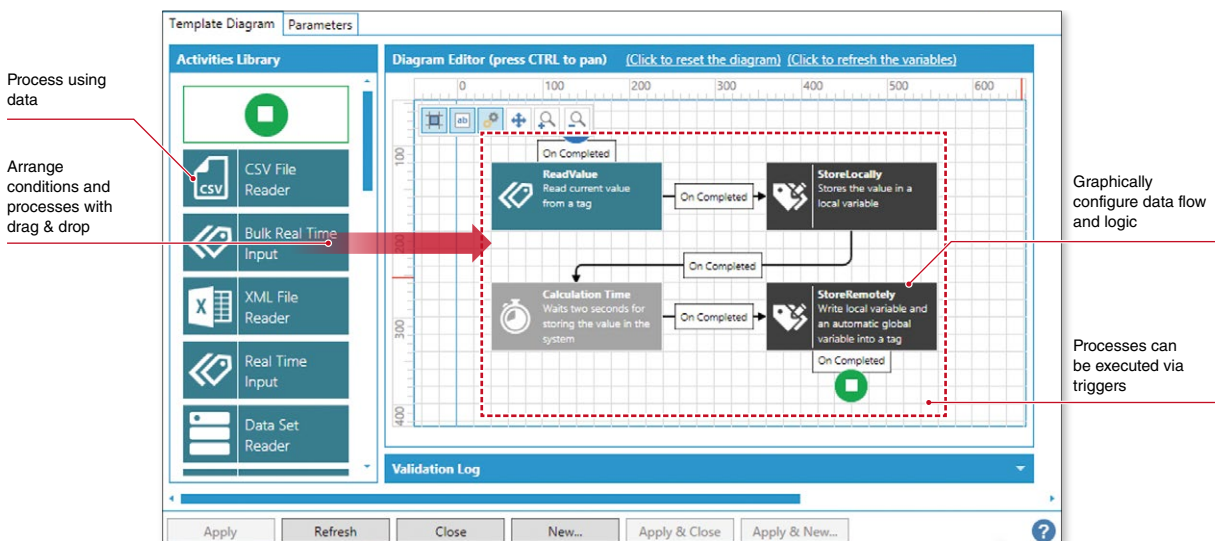 Template Diagram
Parameters
Activities Library
Diagram Editor (press CTRL to pan)
(Click to reset the diagram)
(Click to refresh the variables)
Process using
data
Arrange
conditions and
processes with
drag & drop
CSV
CSV File
Reader
Bulk Real Time
Input
X
XML File
Reader
Real Time
Input
Data Set
Reader
0
100
200
300
400
500
600
100
200
300
400
ab
On Completed
ReadValue
Read current value
from a tag
On Completed
StoreLocally
Stores the value in a
local variable
On Completed
Calculation Time
Waits two seconds for
storing the value in the
system
On Completed
StoreRemotely
Write local variable and
an automatic global
variable into a tag
On Completed
Graphically
configure data flow
and logic
Processes can
be executed via
triggers
Validation Log
Apply
Refresh
Close
New...
Apply & Close
Apply & New...
?